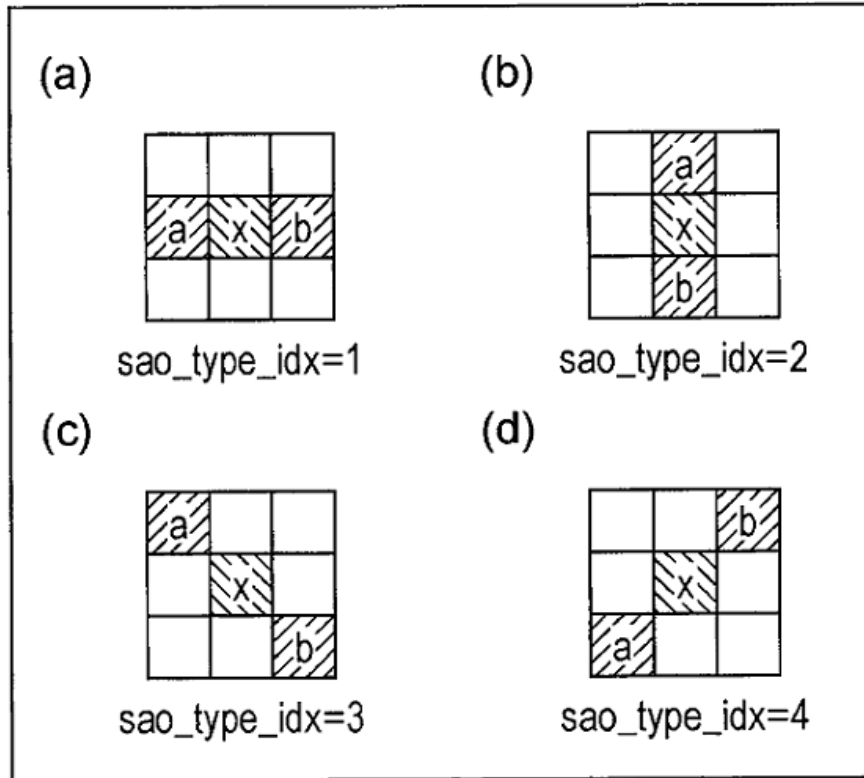 (a)
a x b
sao_type_idx=1
(b)
a
x
b
sao_type_idx=2
(c)
a
x
b
sao_type_idx=3
(d)
b
x
a
sao_type_idx=4